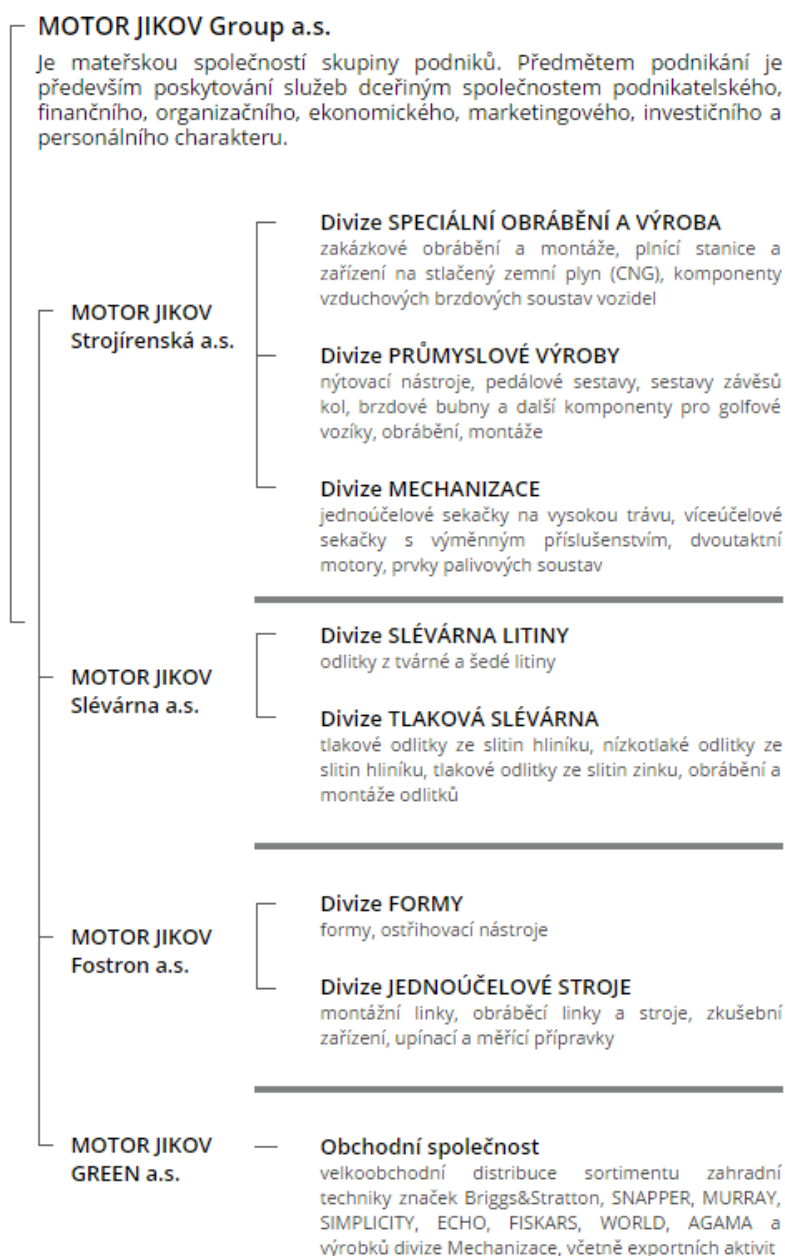 MOTOR JIKOV Group a.s.
Je mateřskou společností skupiny podniků. Předmětem podnikání je
především poskytování služeb dceřiným společnostem podnikatelského,
finančního, organizačního, ekonomického, marketingového, investičního a
personálního charakteru.
MOTOR JIKOV
Strojírenská a.s.
Divize SPECIÁLNÍ OBRÁBĚNÍ A VÝROBA
zakázkové obrábění a montáže, plnící stanice a
zařízení na stlačený zemní plyn (CNG), komponenty
vzduchových brzdových soustav vozidel
Divize PRŮMYSLOVÉ VÝROBY
nýtovací nástroje, pedálové sestavy, sestavy závěsů
kol, brzdové bubny a další komponenty pro golfové
vozíky, obrábění, montáže
Divize MECHANIZACE
jednoúčelové sekačky na vysokou trávu, víceúčelové
sekačky s výměnným příslušenstvím, dvoutaktní
motory, prvky palivových soustav
MOTOR JIKOV
Slévárna a.s.
Divize SLÉVÁRNA LITINY
odlitky z tvárné a šedé litiny
Divize TLAKOVÁ SLÉVÁRNA
tlakové odlitky ze slitin hliníku, nízkotlaké odlitky ze
slitin hliníku, tlakové odlitky ze slitin zinku, obrábění a
montáže odlitků
MOTOR JIKOV
Fostron a.s.
Divize FORMY
formy, ostřihovací nástroje
Divize JEDNOÚČELOVÉ STROJE
montážní linky, obráběcí linky a stroje, zkušební
zařízení, upínací a měřící přípravky
MOTOR JIKOV
GREEN a.s.
Obchodní společnost
velkoobchodní distribuce sortimentu zahradní
techniky značek Briggs&Stratton, SNAPPER, MURRAY,
SIMPLICITY, ECHO, FISKARS, WORLD, AGAMA a
výrobků divize Mechanizace, včetně exportních aktivit